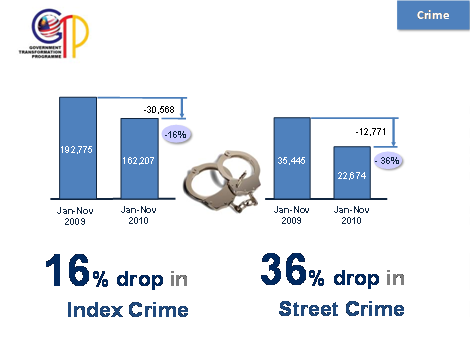 Crime
GTP
GOVERNMENT
TRANSFORMATION
PROGRAMME
-30,568
-16%
192,775
162,207
Jan-Nov
2009
Jan-Nov
2010
-12,771
- 36%
35,445
22,674
Jan-Nov
2009
Jan-Nov
2010
16% drop in
Index Crime
36% drop in
Street Crime